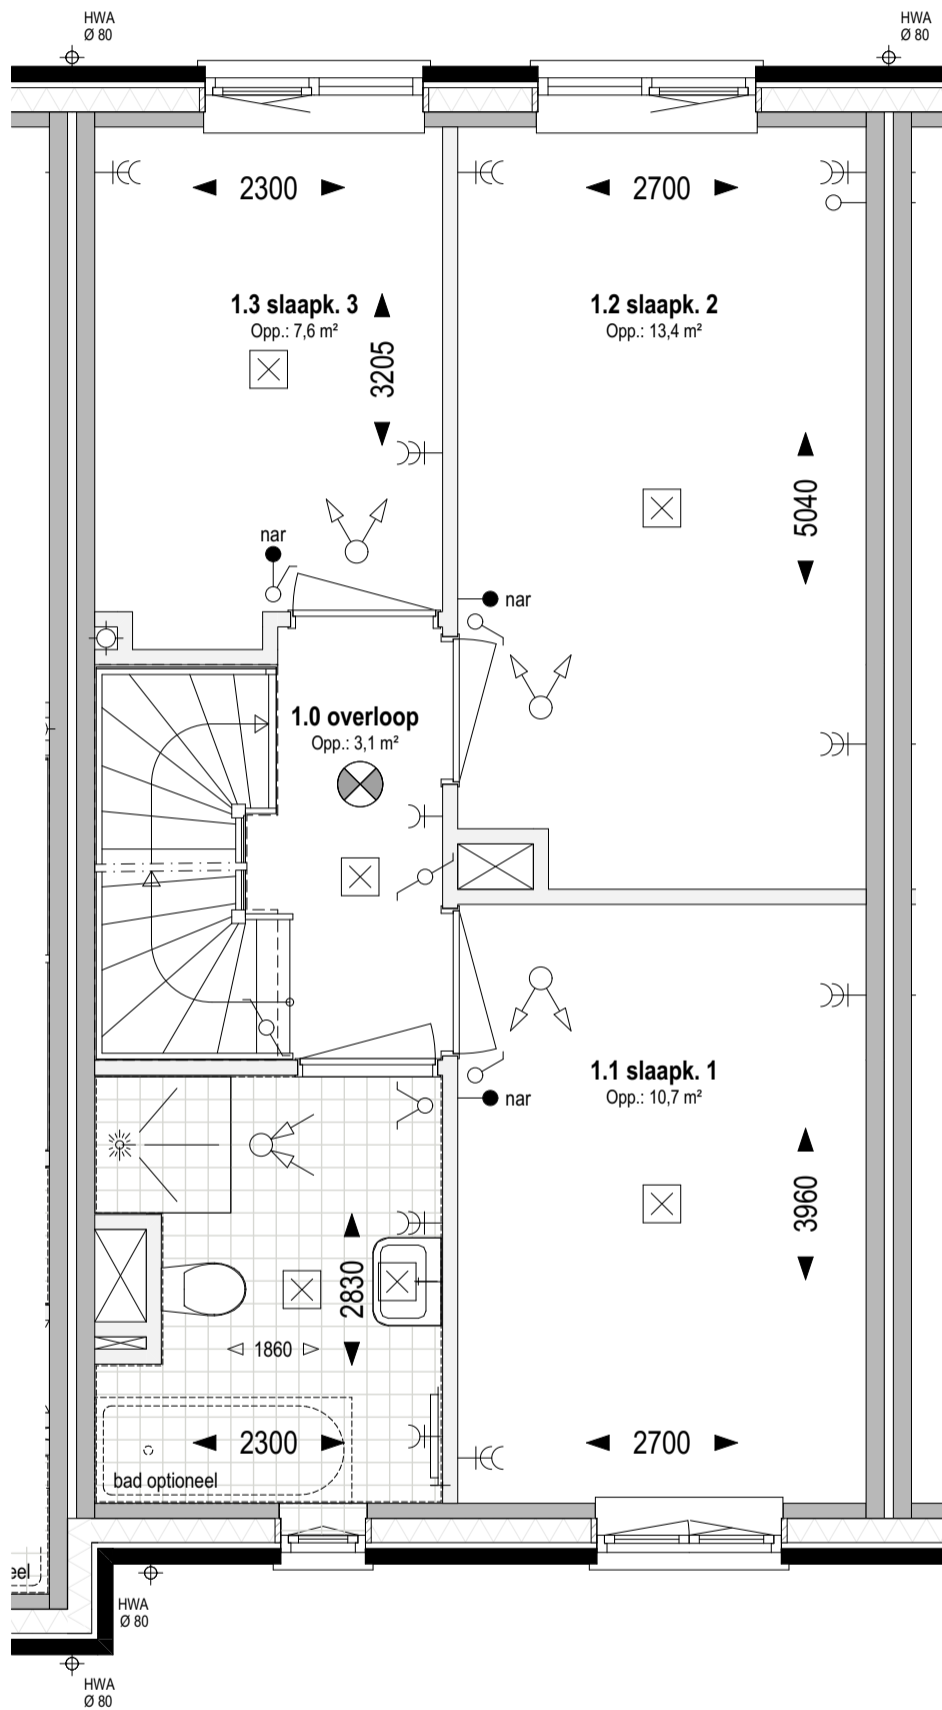 HWA
Ø 80
HWA
Ø 80
2300
2700
1.3 slaapk. 3
Opp.: 7,6 m²
3205
1.2 slaapk. 2
Opp.: 13,4 m²
5040
nar
nar
1.0 overloop
Opp.: 3,1 m²
1.1 slaapk. 1
Opp.: 10,7 m²
nar
3960
2830
1860
2300
2700
bad optioneel
eel
HWA
Ø 80
HWA
Ø 80